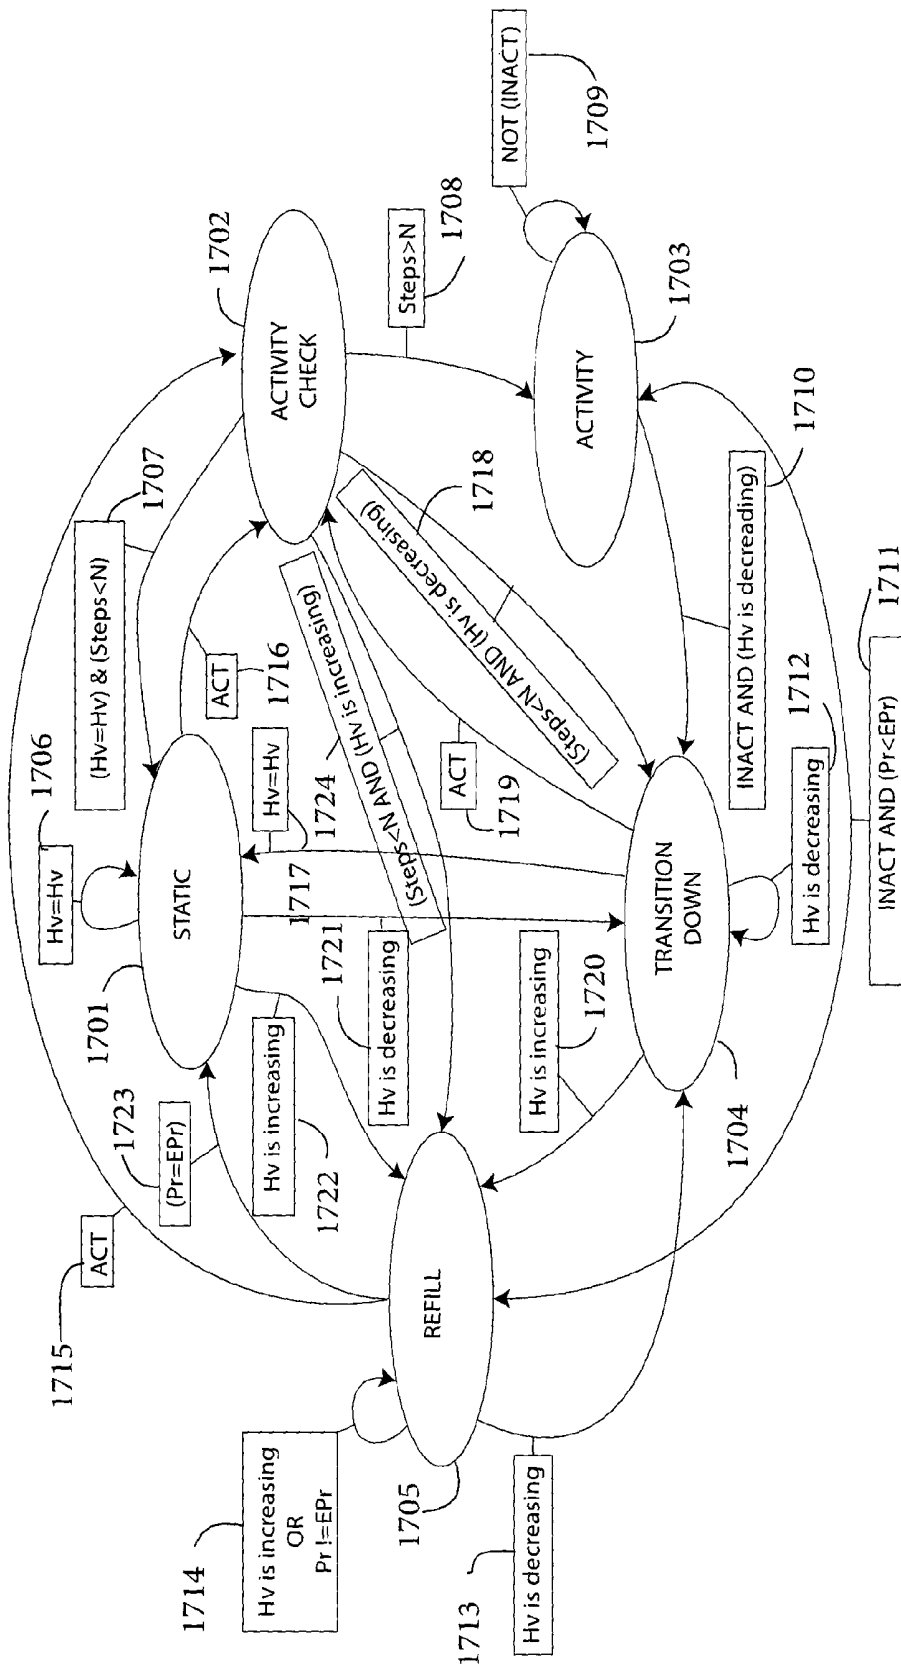 1715
ACT
1723
(Pr=EPr)
1706
Hv=Hv
1707
(Hv=Hv) & (Steps<N)
1701
STATIC
ACT
1716
1702
ACTIVITY
CHECK
1714
Hv is increasing
OR
Pr !=EPr
1722
Hv is increasing
1717
Hv=Hv
1724
(Steps<N AND (Hv is increasing)
Steps>N
1708
NOT (INACT)
1709
1705
REFILL
1721
Hv is decreasing
ACT
1719
(Steps<N AND (Hv is decreasing)
1718
ACTIVITY
1703
1713
Hv is decreasing
Hv is increasing
1720
1704
TRANSITION
DOWN
INACT AND (Hv is decreading)
1710
Hv is decreasing
1712
INACT AND (Pr<EPr)
1711